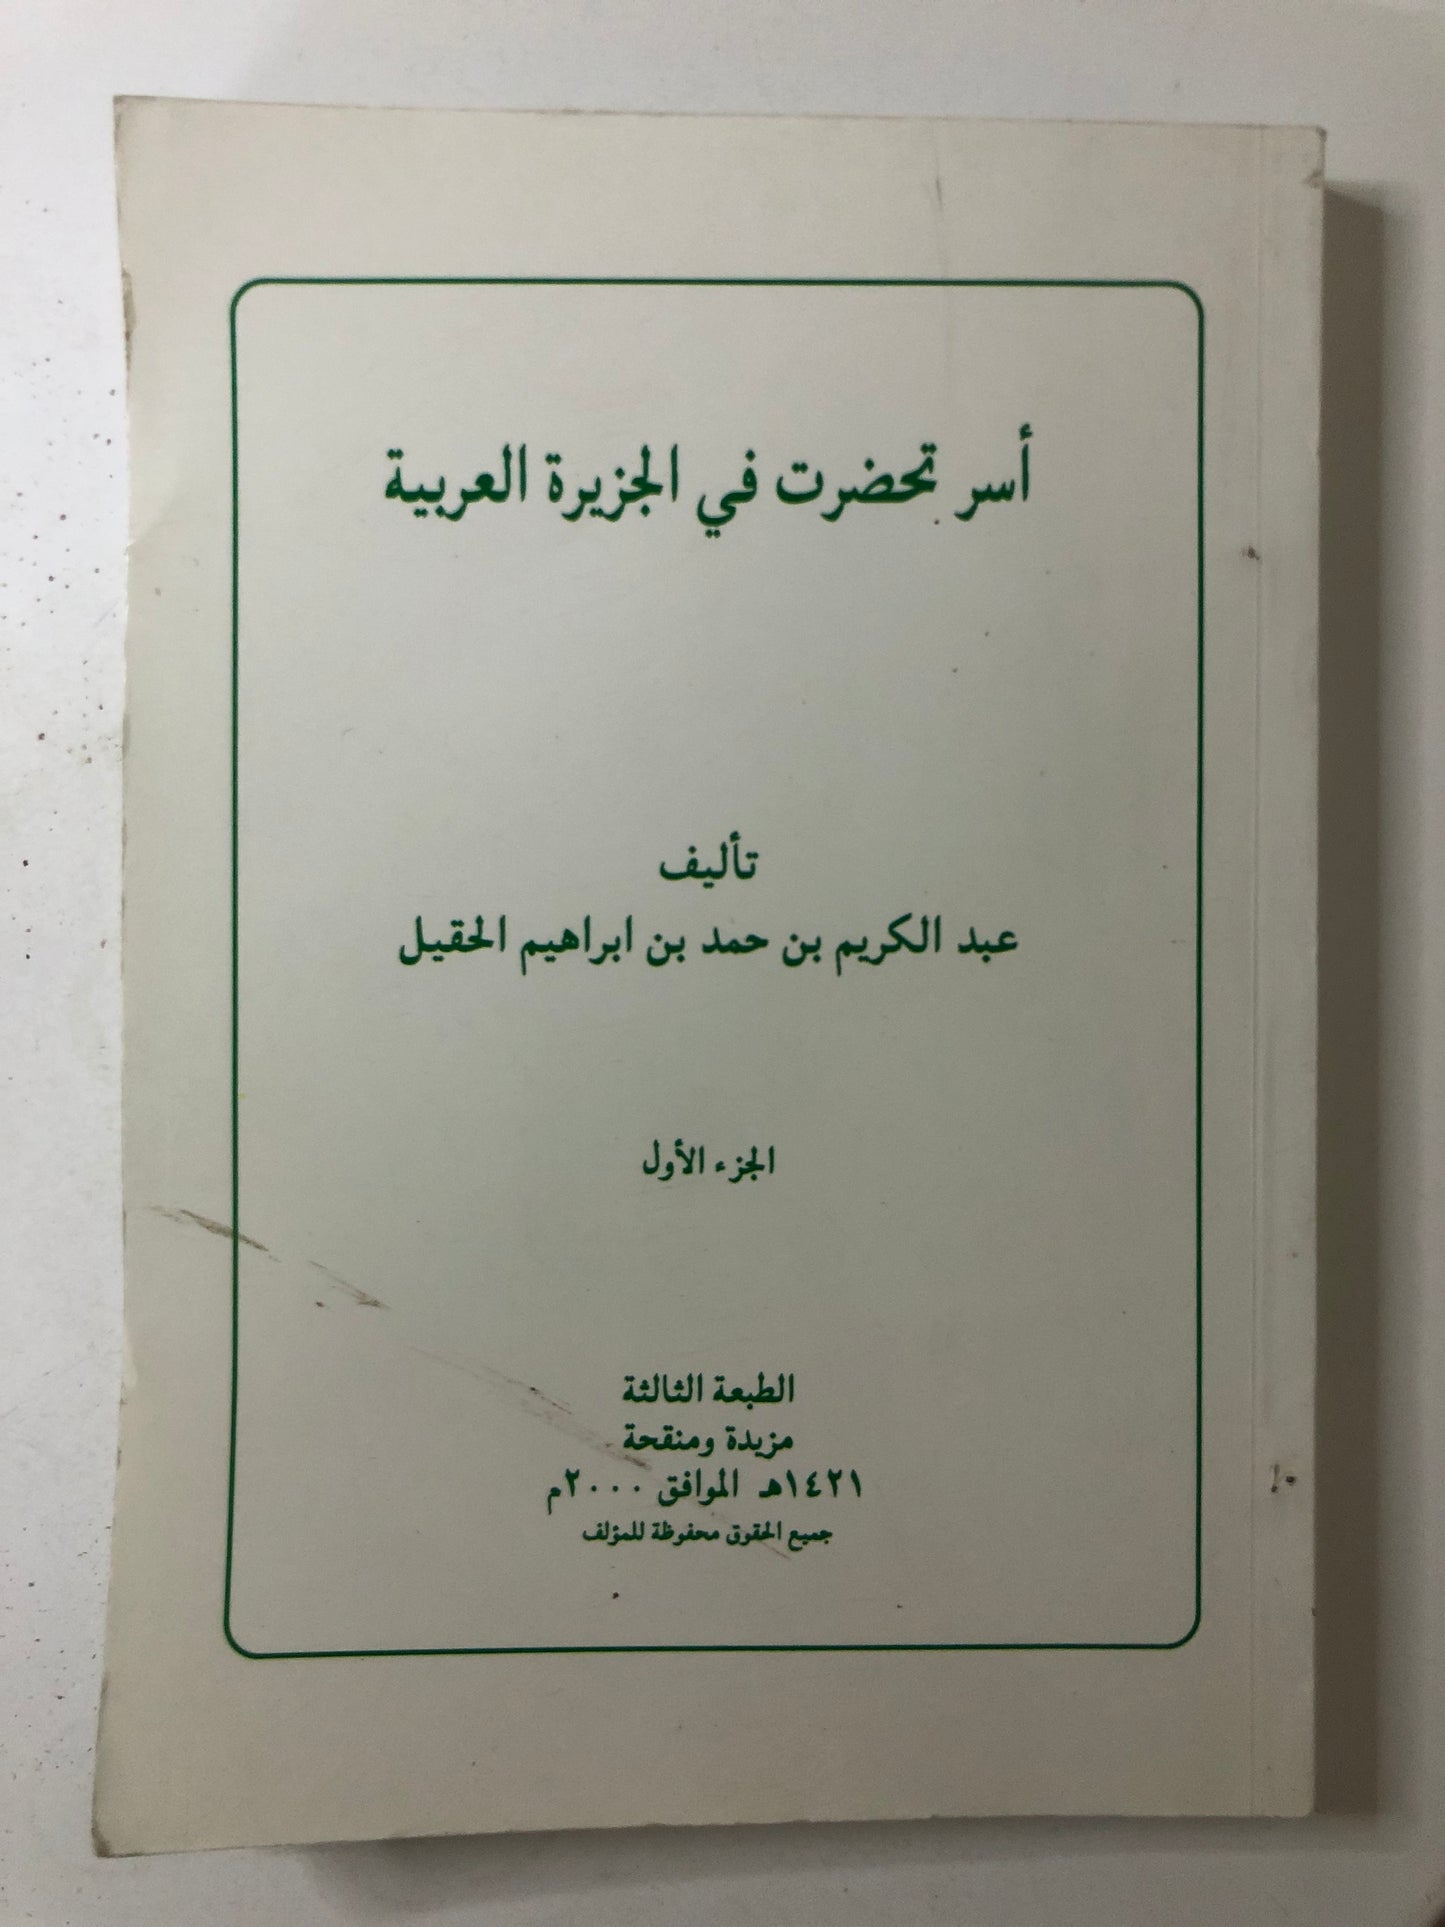 أسر تحضرت في الجزيرة العربية
تأليف
عبد الكريم بن حمد بن ابراهيم الحقيل
الجزء الأول
الطبعة الثالثة
مزيدة ومنقحة
١٤٢١هـ الموافق ٢٠٠٠م
جميع الحقوق محفوظة للمؤلف